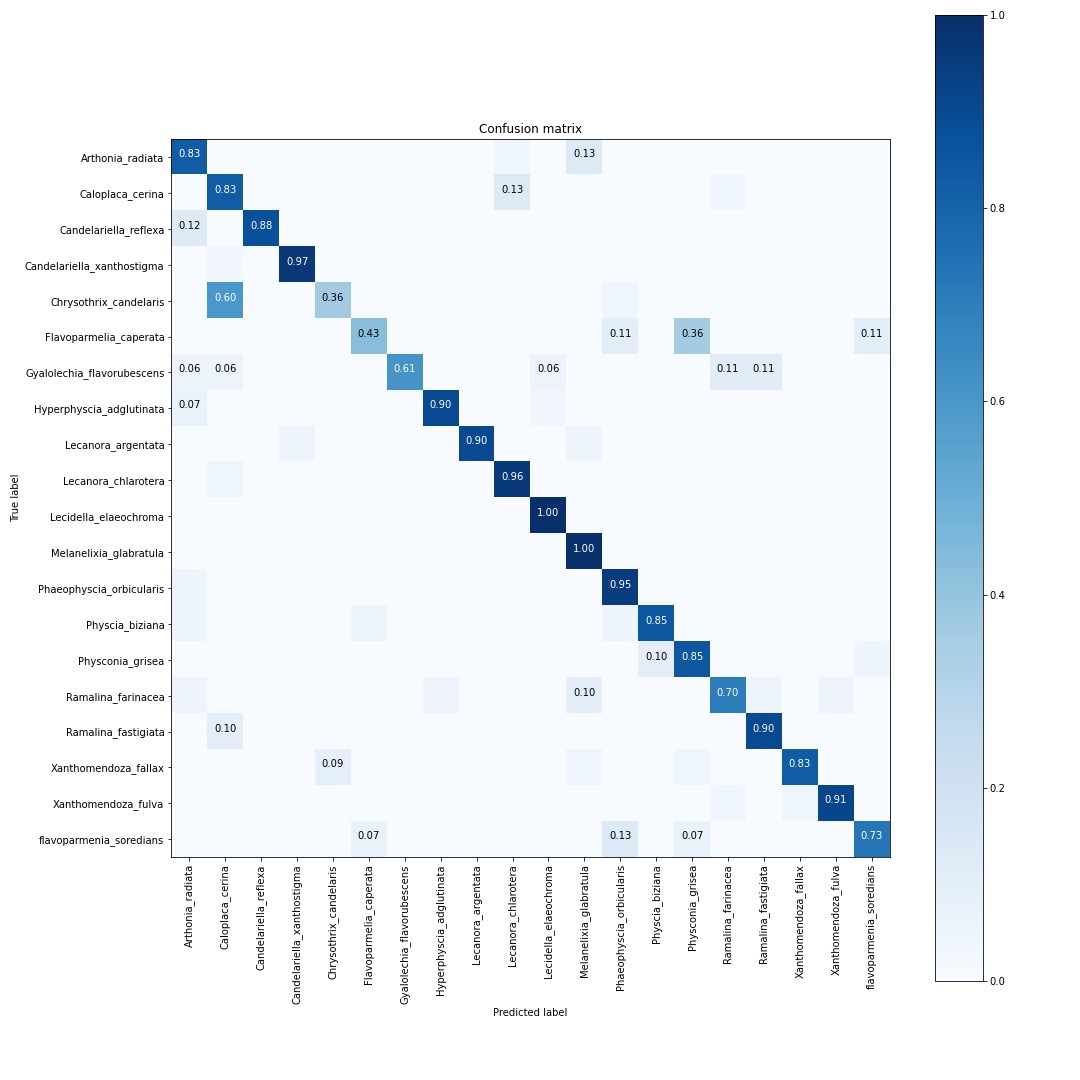 Confusion matrix
1.0
0.8
0.6
0.4
0.2
0.0
True label
Arthonia_radiata 0.83 0.13
Caloplaca_cerina 0.83 0.13
Candelariella_reflexa 0.12 0.88
Candelariella_xanthostigma 0.97
Chrysothrix_candelaris 0.60 0.36
Flavoparmelia_caperata 0.43 0.11 0.36 0.11
Gyalolechia_flavorubescens 0.06 0.06 0.61 0.06 0.11 0.11
Hyperphyscia_adglutinata 0.07 0.90
Lecanora_argentata 0.90
Lecanora_chlarotera 0.96
Lecidella_elaeochroma 1.00
Melanelixia_glabratula 1.00
Phaeophyscia_orbicularis 0.95
Physcia_biziana 0.85
Physconia_grisea 0.10 0.85
Ramalina_farinacea 0.10 0.70
Ramalina_fastigiata 0.10 0.90
Xanthomendoza_fallax 0.09 0.83
Xanthomendoza_fulva 0.91
flavoparmenia_soredians 0.07 0.13 0.07 0.73
Arthonia_radiata
Caloplaca_cerina
Candelariella_reflexa
Candelariella_xanthostigma
Chrysothrix_candelaris
Flavoparmelia_caperata
Gyalolechia_flavorubescens
Hyperphyscia_adglutinata
Lecanora_argentata
Lecanora_chlarotera
Lecidella_elaeochroma
Melanelixia_glabratula
Phaeophyscia_orbicularis
Physcia_biziana
Physconia_grisea
Ramalina_farinacea
Ramalina_fastigiata
Xanthomendoza_fallax
Xanthomendoza_fulva
flavoparmenia_soredians
Predicted label